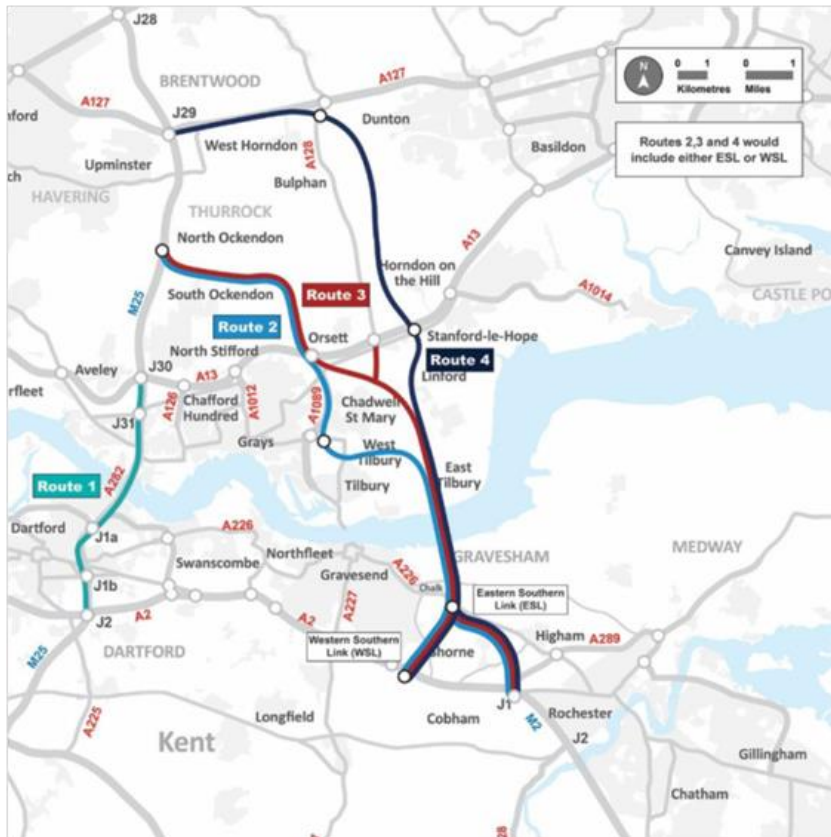 J28
BRENTWOOD
A127
N
0 1
Kilometres
0 1
Miles
A127
J29
Dunton
Routes 2,3 and 4 would
include either ESL or WSL
West Horndon
A128
Basildon
Upminster
Bulphan
HAVERING
THURROCK
A13
North Ockendon
Canvey Island
Horndon on
the Hill
A1014
CASTLE PO
M25
South Ockendon
Route 3
Route 2
Orsett
Stanford-le-Hope
North Stifford
Route 4
Aveley
J30
A13
Linford
Chafford
Hundred
A126
A1012
A1089
Chadwell
St Mary
J31
Grays
West
Tilbury
East
Tilbury
Route 1
A282
Tilbury
Dartford
J1a
A226
Northfleet
GRAVESHAM
MEDWAY
J1b
Swanscombe
Gravesend
A226
Chalk
Eastern Southern
Link (ESL)
A227
J2
A2
A2
Western Southern
Link (WSL)
Higham
A289
M25
DARTFORD
horne
J1
Rochester
A225
Longfield
Cobham
M2
J2
Kent
Gillingham
Chatham